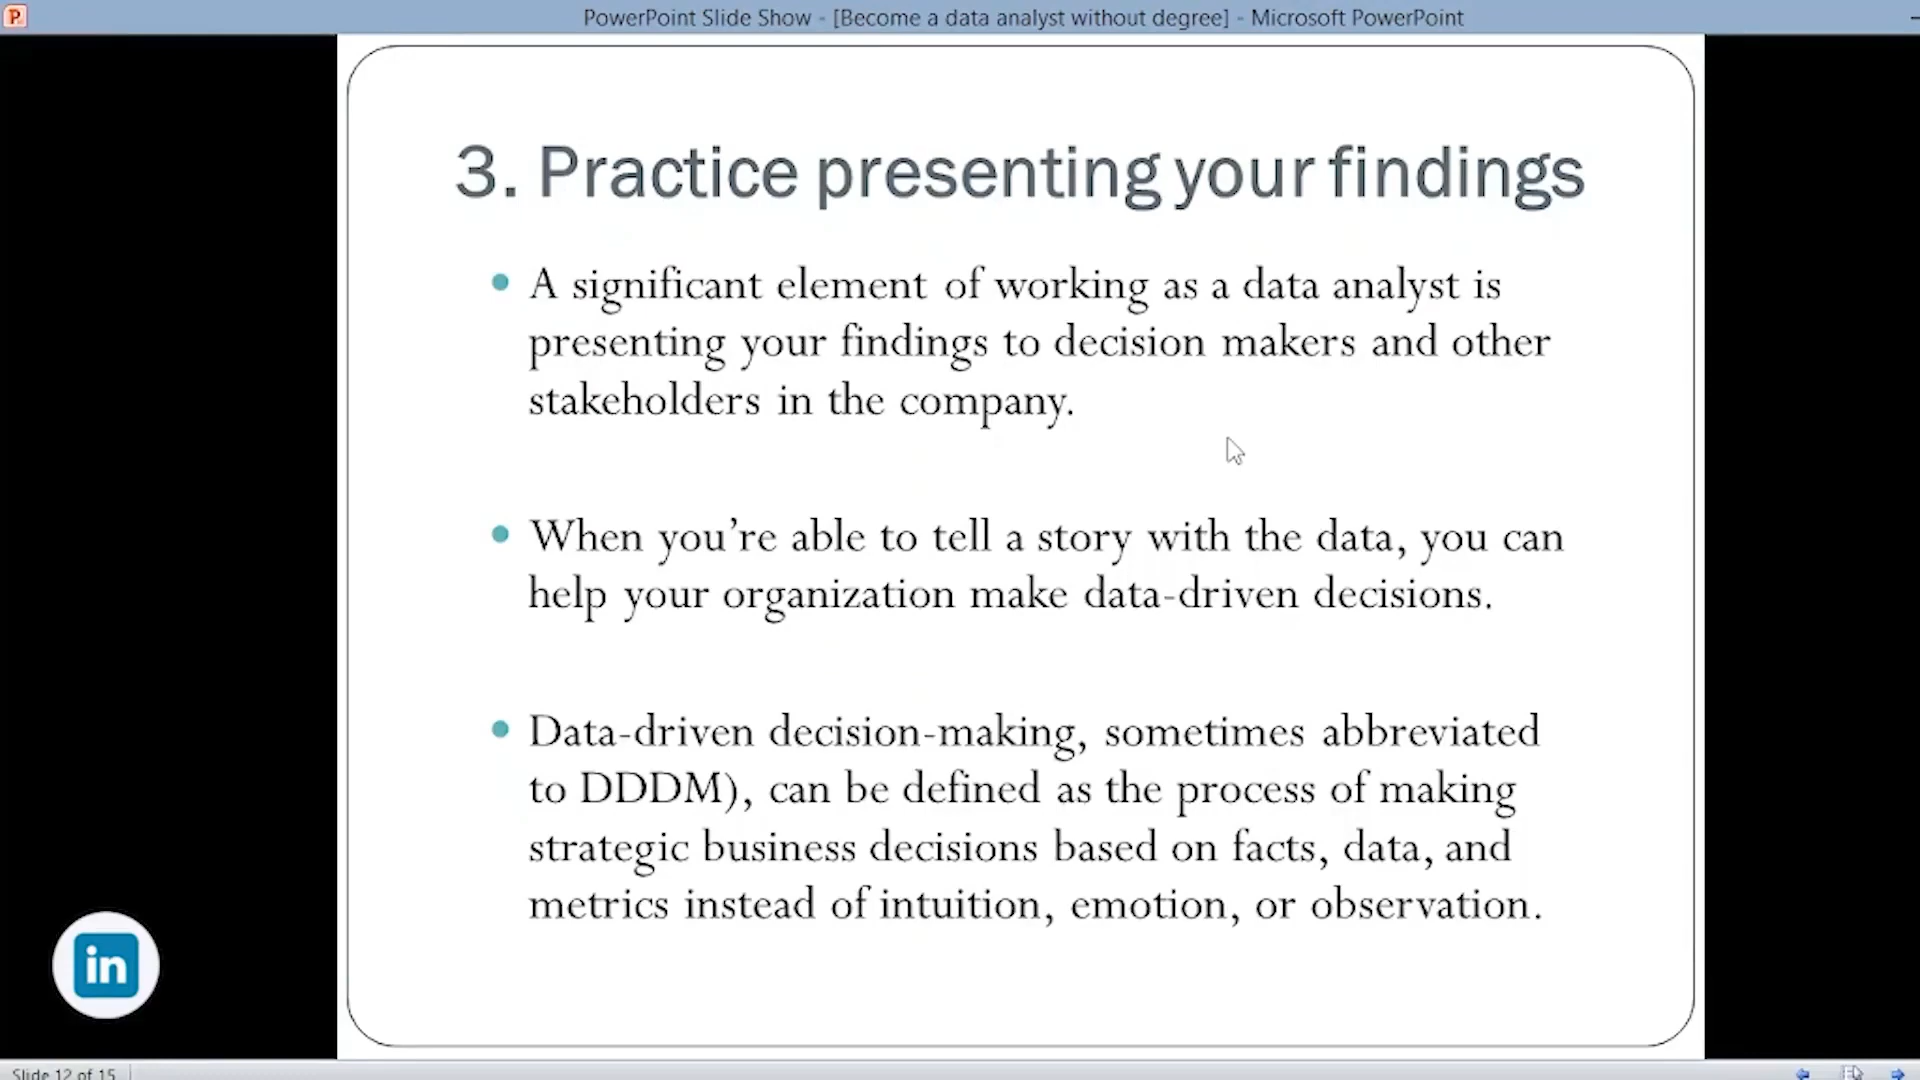 PowerPoint Slide Show - [Become a data analyst without degree] - Microsoft PowerPoint
3. Practice presenting your findings
• A significant element of working as a data analyst is
presenting your findings to decision makers and other
stakeholders in the company.
• When you’re able to tell a story with the data, you can
help your organization make data-driven decisions.
• Data-driven decision-making, sometimes abbreviated
to DDDM), can be defined as the process of making
strategic business decisions based on facts, data, and
metrics instead of intuition, emotion, or observation.
in
Slide 12 of 15